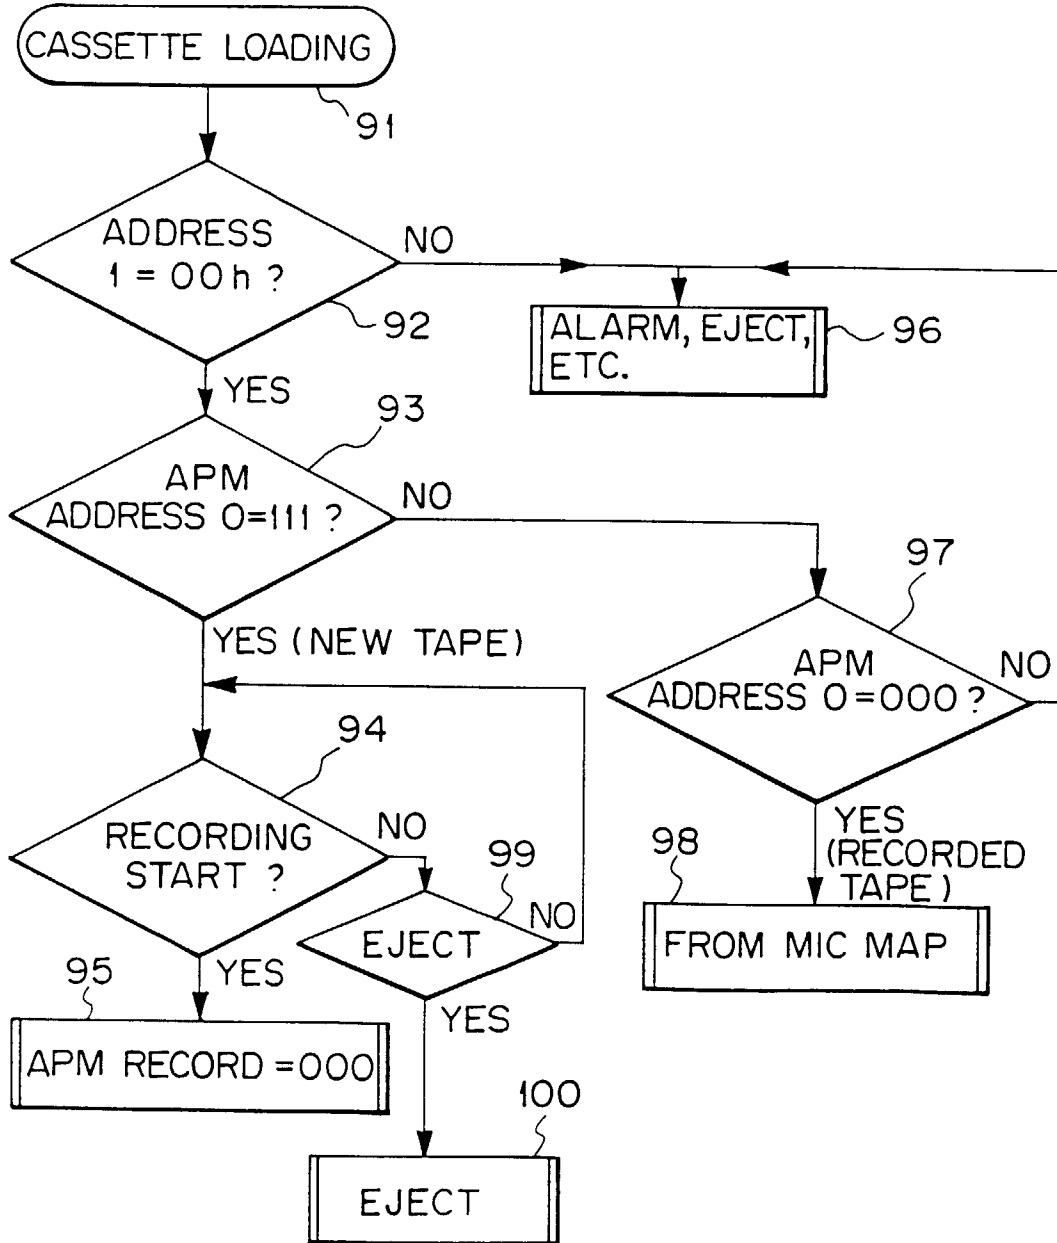 CASSETTE LOADING
91
ADDRESS
1 = 00h ?
NO
92
ALARM, EJECT,
ETC.
96
YES
93
APM
ADDRESS 0=111 ?
NO
97
YES (NEW TAPE)
APM
ADDRESS 0=000 ?
NO
94
RECORDING
START ?
NO
YES
(RECORDED
TAPE)
99
98
EJECT
NO
FROM MIC MAP
YES
95
YES
APM RECORD =000
100
EJECT